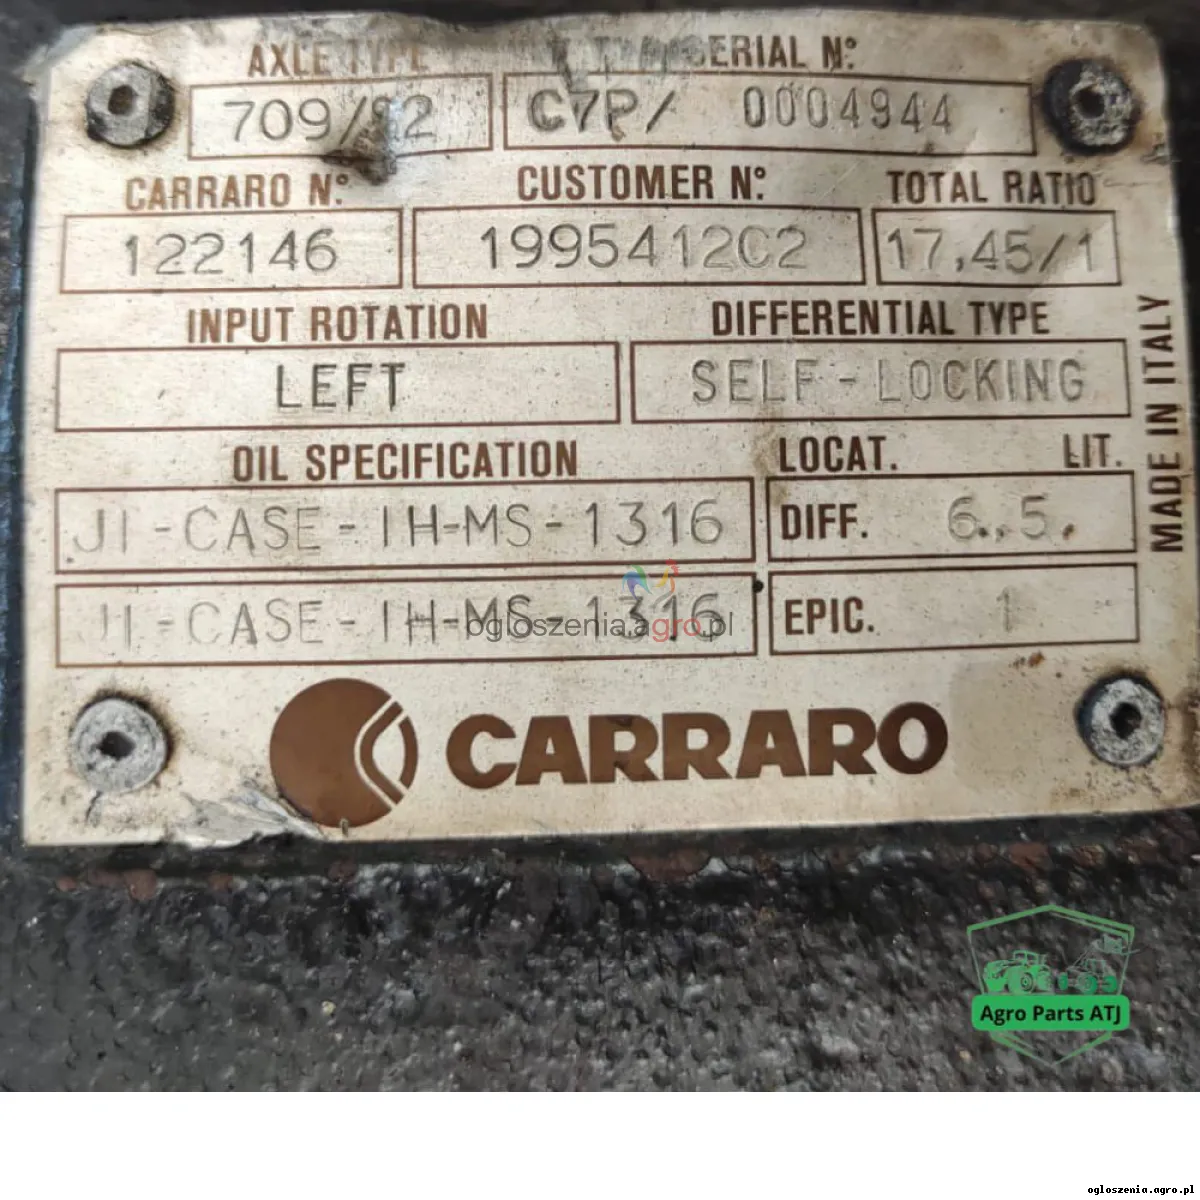 AXLE TYPE SERIAL N°
709/ C7P/ 0004944
CARRARO N° CUSTOMER N° TOTAL RATIO
122146 1995412C2 17,45/1
INPUT ROTATION DIFFERENTIAL TYPE
LEFT SELF-LOCKING
OIL SPECIFICATION LOCAT. LIT.
JI-CASE-IH-MS-1316 DIFF. 6.,5.
JI-CASE-IH-MS-1316 EPIC. 1
MADE IN ITALY
ogloszenia.agro.pl
CARRARO
Agro Parts ATJ
ogloszenia.agro.pl